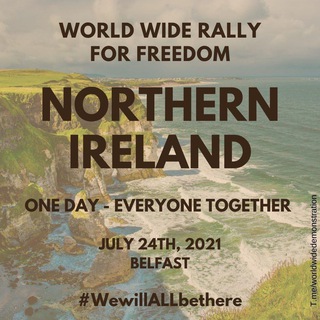 WORLD WIDE RALLY
FOR FREEDOM
NORTHERN
IRELAND
ONE DAY - EVERYONE TOGETHER
JULY 24TH, 2021
BELFAST
#WewillALLbethere
T.me/worldwidedemonstration